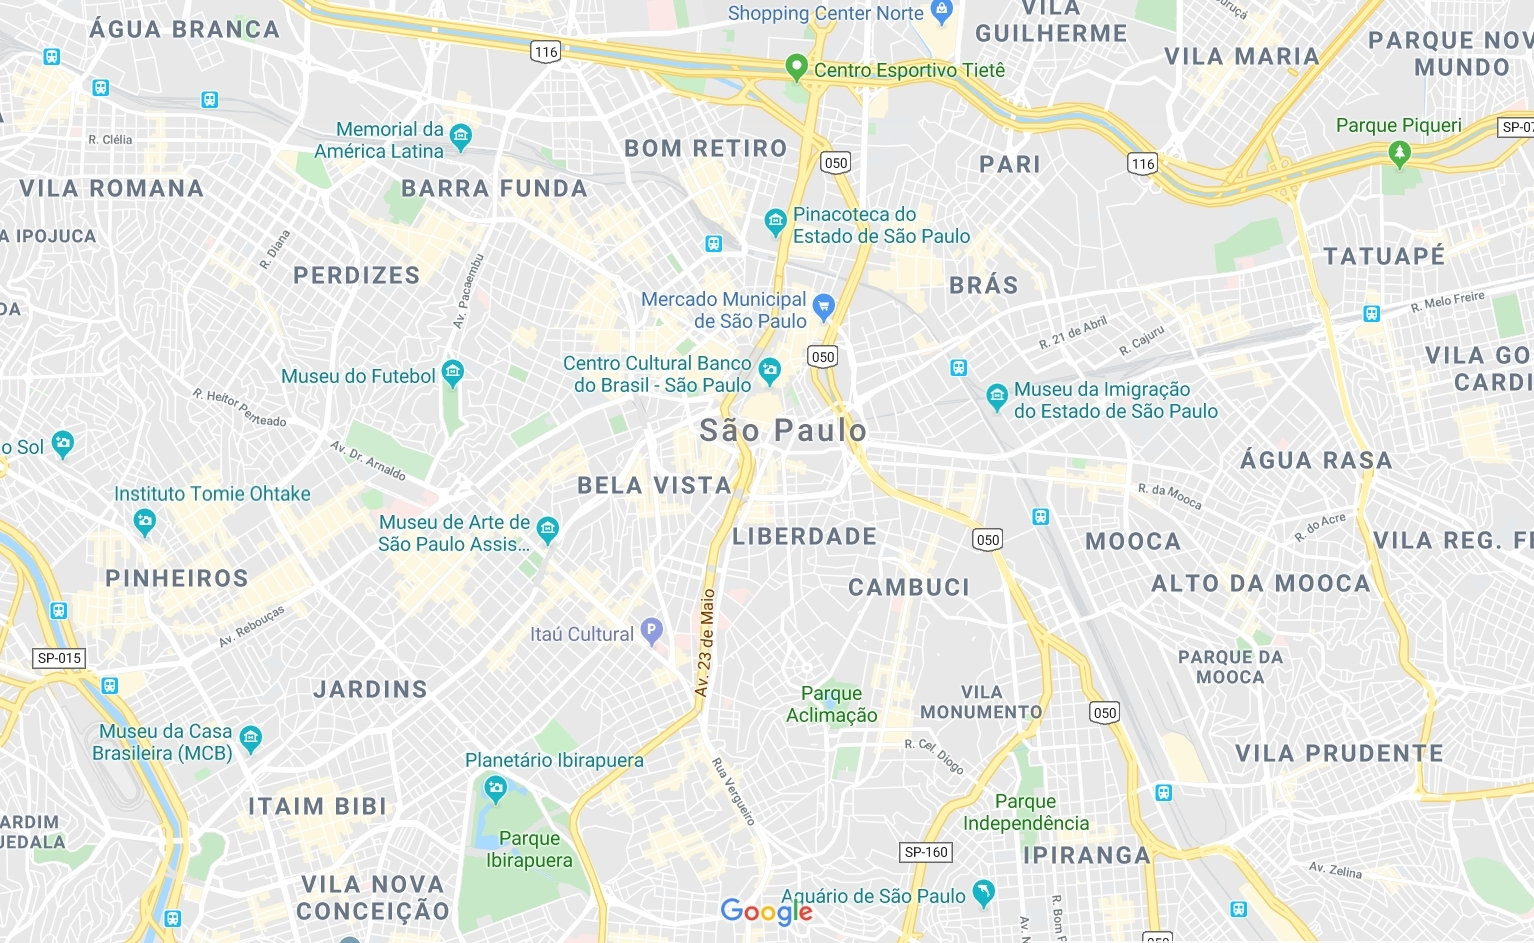 Shopping Center Norte
VILA
GUILHERME
ÁGUA BRANCA
116
VILA MARIA
PARQUE
MUNDO
Centro Esportivo Tietê
Parque Piqueri
R. Clélia
Memorial da
América Latina
BOM RETIRO
050
PARI
116
VILA ROMANA
BARRA FUNDA
Pinacoteca do
Estado de São Paulo
IPOJUCA
R. Diana
TATUAPÉ
PERDIZES
Av. Pacaembu
BRÁS
Mercado Municipal
de São Paulo
R. Melo Freire
R. 21 de Abril
R. Cajuru
050
Centro Cultural Banco
do Brasil - São Paulo
VILA
Museu do Futebol
Museu da Imigração
do Estado de São Paulo
R. Heitor Penteado
São Paulo
Sol
Av. Dr. Arnaldo
ÁGUA RASA
BELA VISTA
Instituto Tomie Ohtake
R. da Mooca
Museu de Arte de
São Paulo Assis...
R. do Acre
LIBERDADE
050
MOOCA
VILA REG.
PINHEIROS
CAMBUCI
ALTO DA MOOCA
Av. Rebouças
Av. 23 de Maio
Itaú Cultural
P
SP-015
PARQUE DA
MOOCA
JARDINS
Parque
Aclimação
VILA
MONUMENTO
050
Museu da Casa
Brasileira (MCB)
R. Cel. Diogo
VILA PRUDENTE
Planetário Ibirapuera
Rua Vergueiro
ITAIM BIBI
Parque
Independência
Parque
Ibirapuera
SP-160
IPIRANGA
Av. Zelina
VILA NOVA
CONCEIÇÃO
Aquário de São Paulo
Google
R. Bom